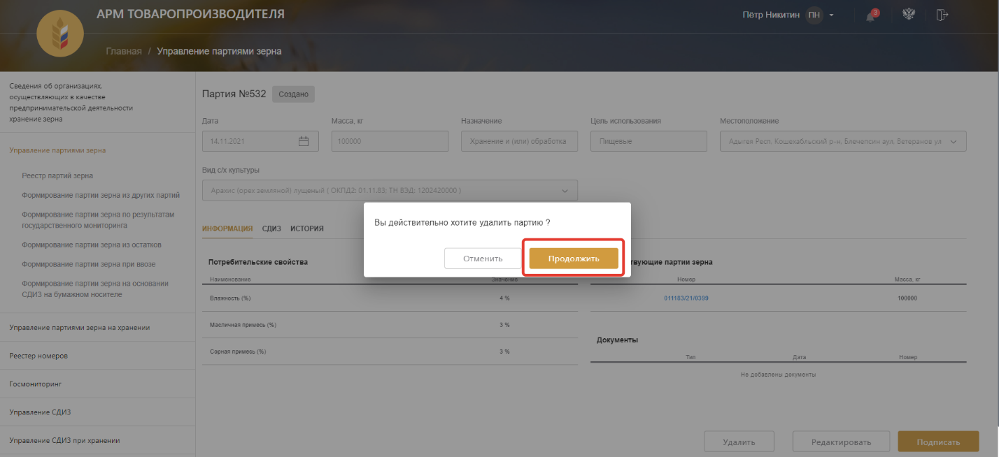 АРМ ТОВАРОПРОИЗВОДИТЕЛЯ
Пётр Никитин ПН 3
Главная / Управление партиями зерна
Сведения об организациях,
осуществляющих в качестве
предпринимательской деятельности
хранение зерна
Управление партиями зерна
Реестр партий зерна
Формирование партии зерна из других партий
Формирование партии зерна по результатам
государственного мониторинга
Формирование партии зерна из остатков
Формирование партии зерна при ввозе
Формирование партии зерна на основании
СДИЗ на бумажном носителе
Управление партиями зерна на хранении
Реестр номеров
Госмониторинг
Управление СДИЗ
Управление СДИЗ при хранении
Партия №532 Создано
Дата Масса, кг Назначение Цель использования Местоположение
14.11.2021 100000 Хранение и (или) обработка Пищевые Адыгея Респ, Кошехабльский р-н, Блечепсин аул, Ветеранов ул
Вид с/х культуры
Арахис (орех земляной) лущеный ( ОКПД2: 01.11.83; ТН ВЭД: 1202420000 )
ИНФОРМАЦИЯ СДИЗ ИСТОРИЯ
Вы действительно хотите удалить партию ?
Отменить Продолжить
Потребительские свойства
Наименование Значение
Влажность (%) 4 %
Масличная примесь (%) 3 %
Сорная примесь (%) 3 %
твующие партии зерна
Номер Масса, кг
011183/21/0399 100000
Документы
Тип Дата Номер
Не добавлены документы
Удалить Редактировать Подписать